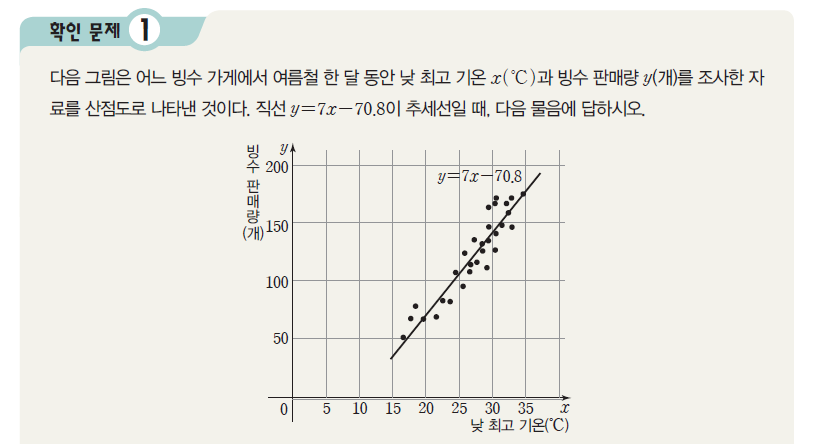 확인 문제 1
다음 그림은 어느 빙수 가게에서 여름철 한 달 동안 낮 최고 기온 x(℃)과 빙수 판매량 y(개)를 조사한 자
료를 산점도로 나타낸 것이다. 직선 y=7x-70.8이 추세선일 때, 다음 물음에 답하시오.
빙수 판매량(개)
y
200
150
100
50
y=7x-70.8
0 5 10 15 20 25 30 35 x
낮 최고 기온(℃)